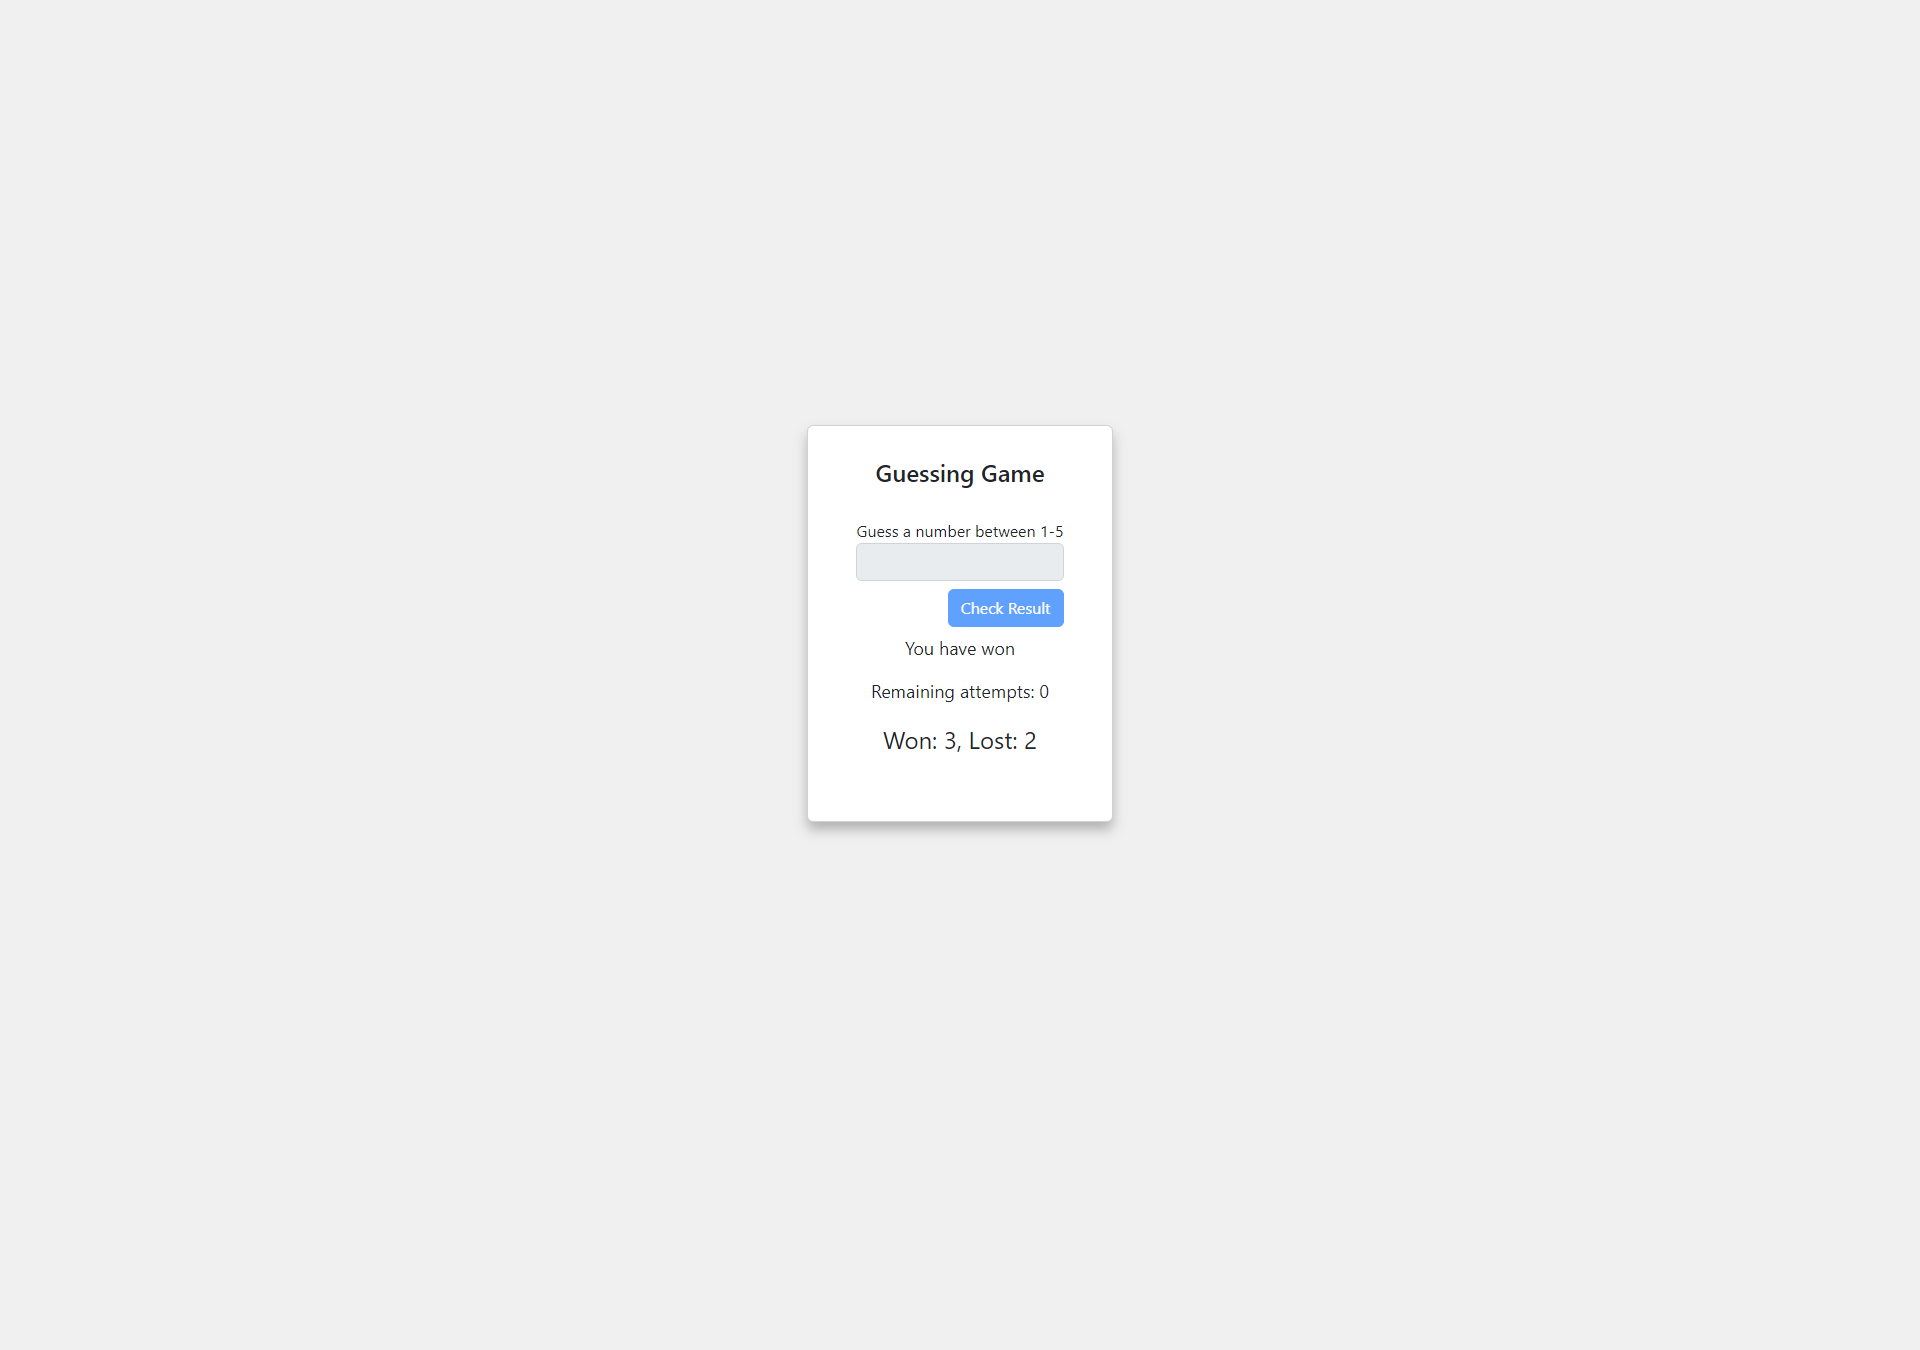 Guessing Game
Guess a number between 1-5
Check Result
You have won
Remaining attempts: 0
Won: 3, Lost: 2